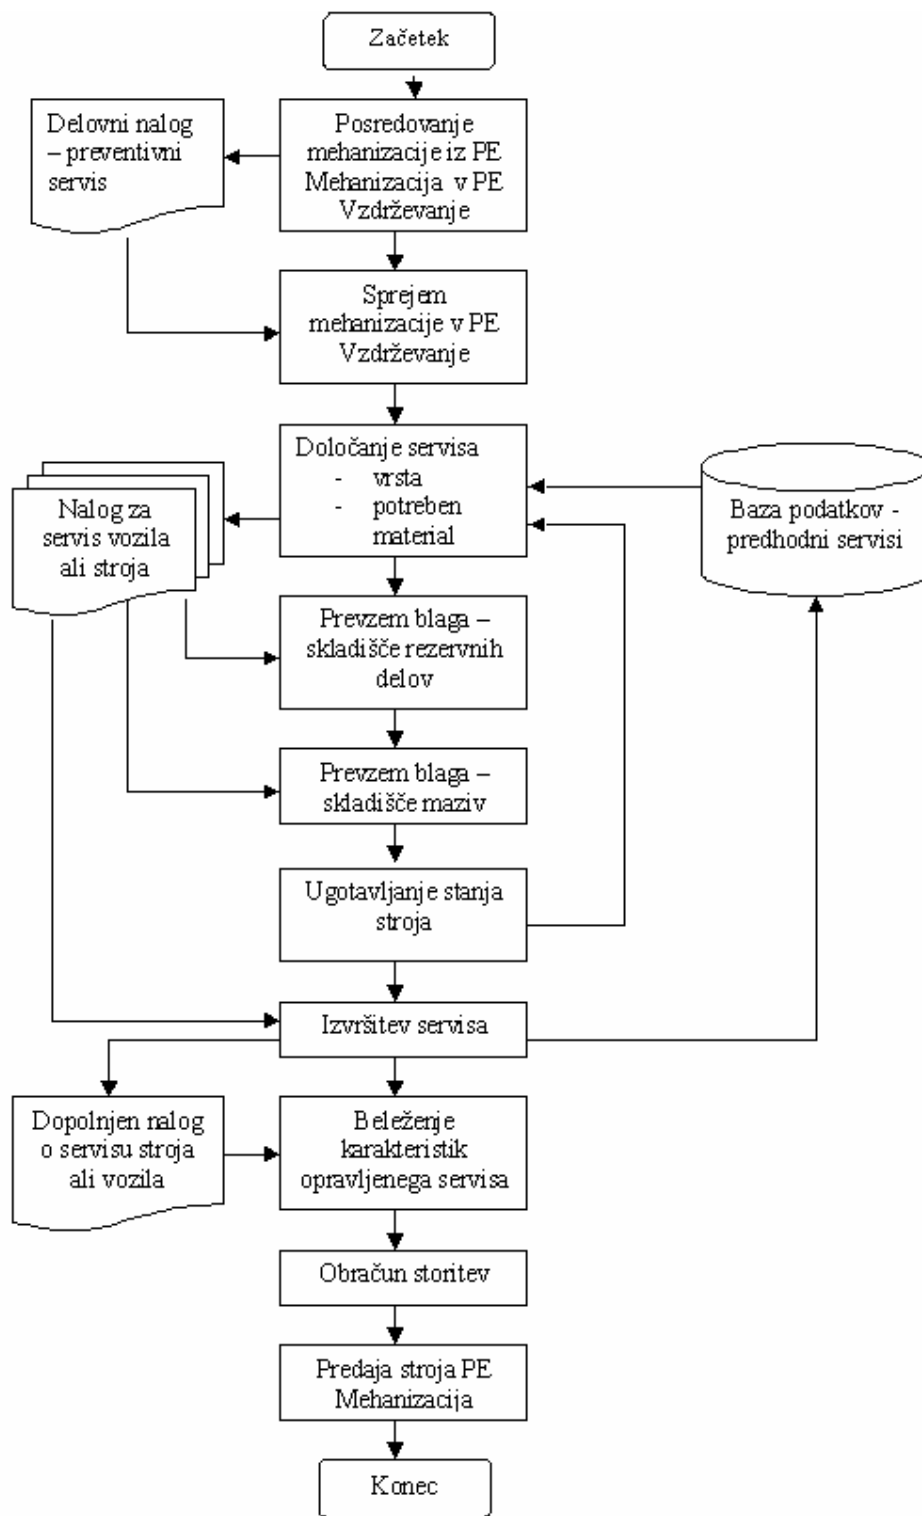 Začetek
Delovni nalog
– preventivni
servis
Posredovanje
mehanizacije iz PE
Mehanizacija v PE
Vzdrževanje
Sprejem
mehanizacije v PE
Vzdrževanje
Določanje servisa
- vrsta
- potreben
material
Nalog za
servis vozila
ali stroja
Baza podatkov -
predhodni servisi
Prevzem blaga –
skladišče rezervnih
delov
Prevzem blaga –
skladišče maziv
Ugotavljanje stanja
stroja
Izvršitev servisa
Dopolnjen nalog
o servisu stroja
ali vozila
Beleženje
karakteristik
opravljenega servisa
Obračun storitev
Predaja stroja PE
Mehanizacija
Konec